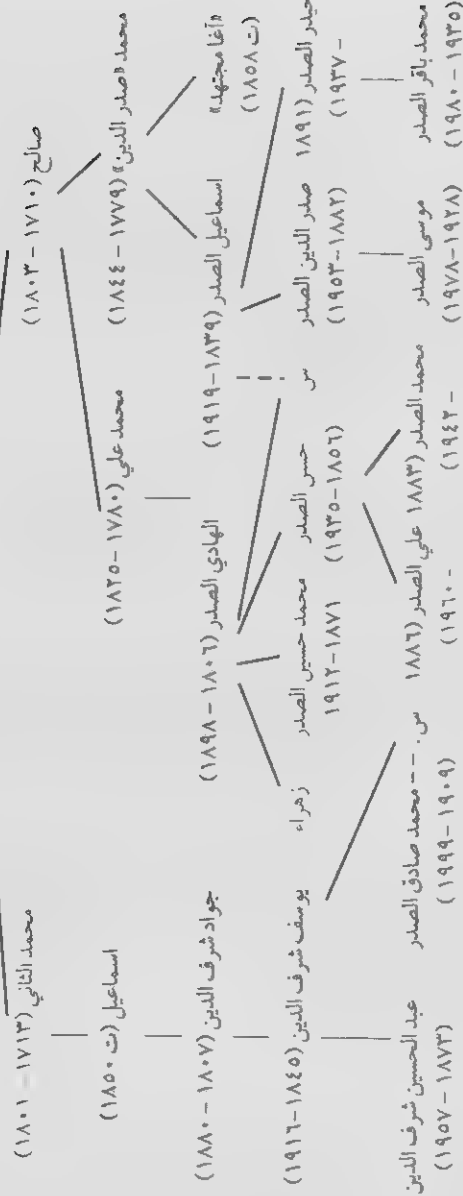 صالح (١٧١٠ – ١٨٠٣)
محمد الثاني (١٧١٣ – ١٨٠١)
محمد «صدر الدين» (١٧٧٩ – ١٨٤٤)
محمد علي (١٧٨٠ – ١٨٢٥)
اسماعيل (ت ١٨٥٠)
«آغا مجتهد»
(ت ١٨٥٨)
اسماعيل الصدر (١٨٣٩–١٩١٩)
الهادي الصدر (١٨٠٦ – ١٨٩٨)
جواد شرف الدين (١٨٠٧ – ١٨٨٠)
حيدر الصدر (١٨٩١
– ١٩٣٧)
صدر الدين الصدر
(١٨٨٢–١٩٥٣)
س
حسن الصدر
(١٨٥٦–١٩٣٥)
محمد حسين الصدر
١٨٧١–١٩١٢
زهراء
يوسف شرف الدين (١٨٤٥–١٩١٦)
محمد باقر الصدر
(١٩٣٥ – ١٩٨٠)
موسى الصدر
(١٩٢٨–١٩٧٨)
محمد الصدر (١٨٨٣
– ١٩٤٢)
علي الصدر (١٨٨٦
– ١٩٦٠)
س. --- محمد صادق الصدر
(١٩٠٩–١٩٩٩)
عبد الحسين شرف الدين
(١٨٧٣–١٩٥٧)